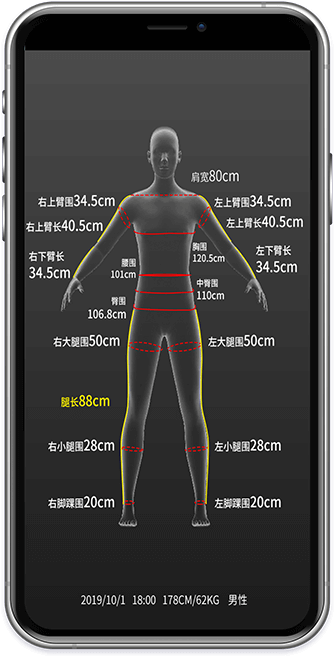 肩宽80cm
右上臂围34.5cm
左上臂围34.5cm
右上臂长40.5cm
左上臂长40.5cm
胸围
120.5cm
右下臂长
34.5cm
左下臂长
34.5cm
腰围
101cm
中臀围
110cm
臀围
106.8cm
右大腿围50cm
左大腿围50cm
腿长88cm
右小腿围28cm
左小腿围28cm
右脚踝围20cm
左脚踝围20cm
2019/10/1 18:00 178CM/62KG 男性